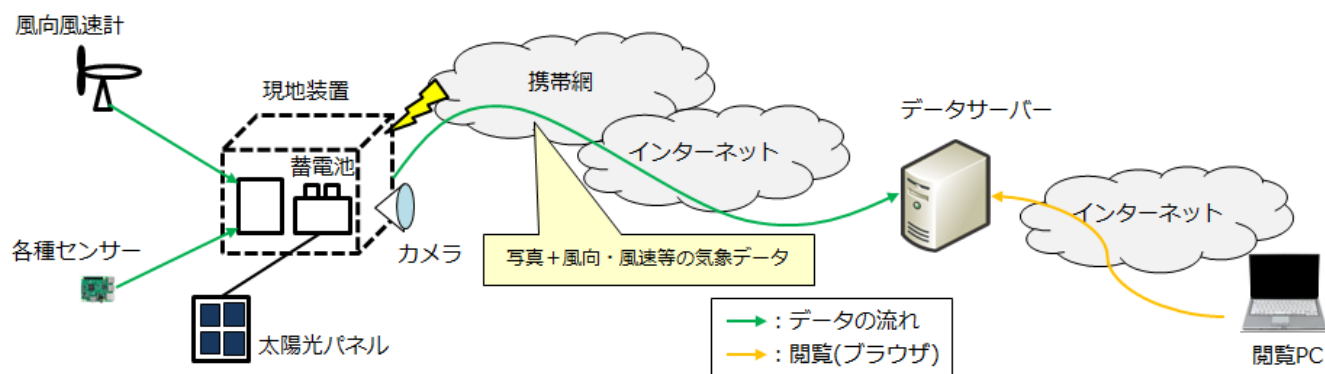 風向風速計
現地装置
蓄電池
各種センサー
太陽光パネル
カメラ
携帯網
インターネット
写真+風向・風速等の気象データ
データサーバー
インターネット
閲覧PC
:データの流れ
:閲覧(ブラウザ)